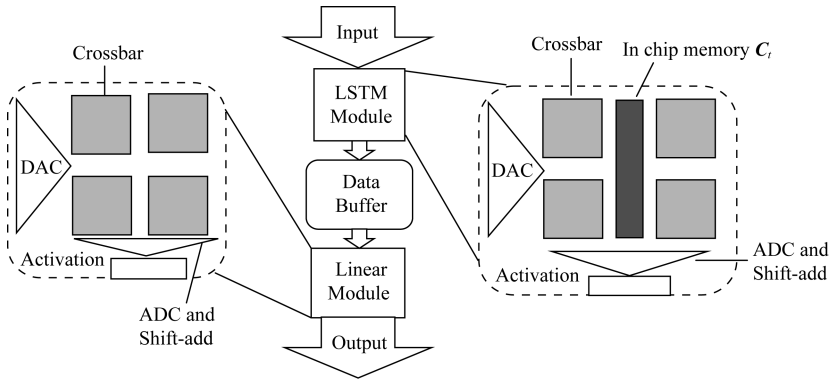 Crossbar
DAC
Activation
ADC and
Shift-add
Input
LSTM
Module
Data
Buffer
Linear
Module
Output
Crossbar
In chip memory Cₜ
DAC
Activation
ADC and
Shift-add